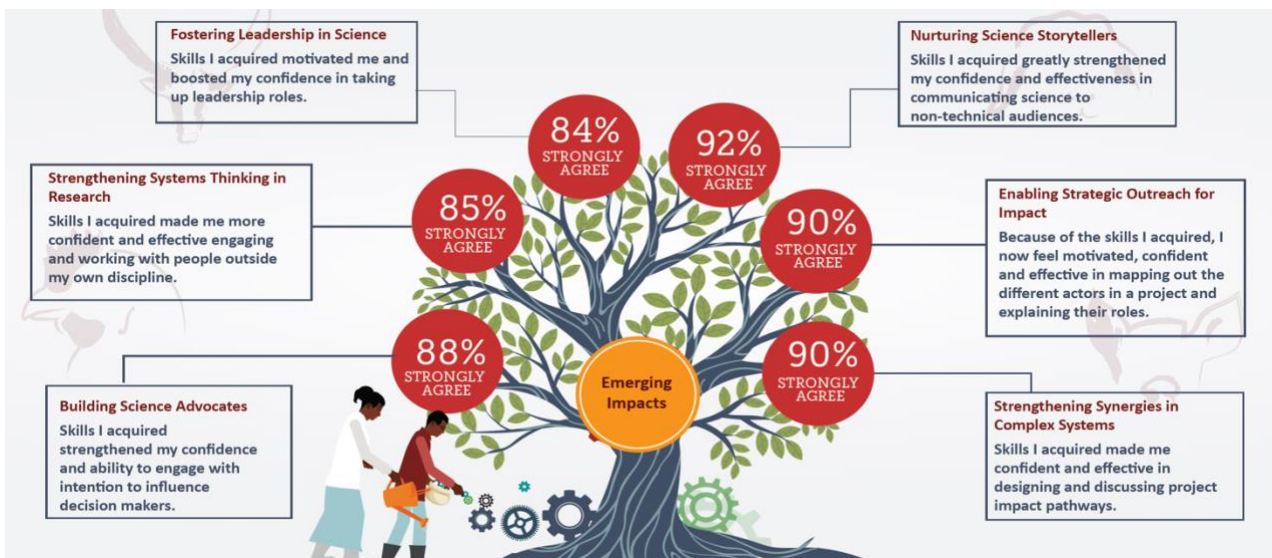 Fostering Leadership in Science
Skills I acquired motivated me and
boosted my confidence in taking
up leadership roles.
84%
STRONGLY
AGREE
Nurturing Science Storytellers
Skills I acquired greatly strengthened
my confidence and effectiveness in
communicating science to
non-technical audiences.
92%
STRONGLY
AGREE
Strengthening Systems Thinking in
Research
Skills I acquired made me more
confident and effective engaging
and working with people outside
my own discipline.
85%
STRONGLY
AGREE
Enabling Strategic Outreach for
Impact
Because of the skills I acquired, I
now feel motivated, confident
and effective in mapping out the
different actors in a project and
explaining their roles.
90%
STRONGLY
AGREE
Building Science Advocates
Skills I acquired
strengthened my confidence
and ability to engage with
intention to influence
decision makers.
88%
STRONGLY
AGREE
Emerging
Impacts
90%
STRONGLY
AGREE
Strengthening Synergies in
Complex Systems
Skills I acquired made me
confident and effective in
designing and discussing project
impact pathways.